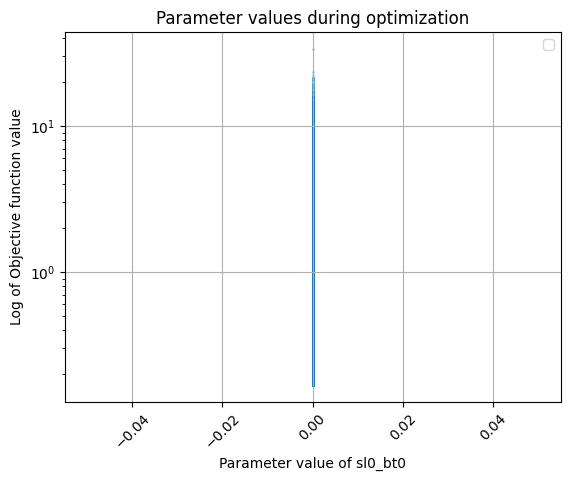 Parameter values during optimization
Log of Objective function value
10¹
10⁰
−0.04
−0.02
0.00
0.02
0.04
Parameter value of sl0_bt0